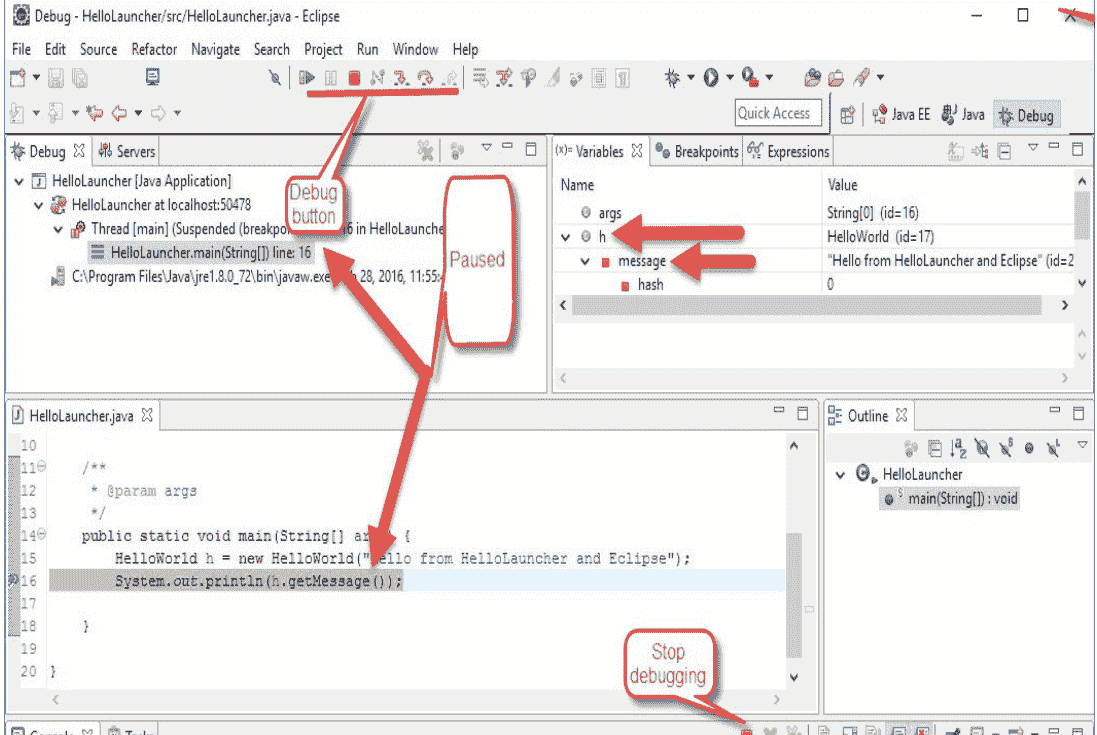 Debug - HelloLauncher/src/HelloLauncher.java - Eclipse
File Edit Source Refactor Navigate Search Project Run Window Help
Quick Access
Java EE
Java
Debug
Debug
Servers
HelloLauncher [Java Application]
HelloLauncher at localhost:50478
Thread [main] (Suspended (breakpoint 16 in HelloLauncher
HelloLauncher.main(String[]) line: 16
C:\Program Files\Java\jre1.8.0_72\bin\javaw.exe 28, 2016, 11:55:
Debug button
Paused
(x)= Variables
Breakpoints
Expressions
Name Value
args String[0] (id=16)
h HelloWorld (id=17)
message "Hello from HelloLauncher and Eclipse" (id=2
hash 0
HelloLauncher.java
10
11 /**
12 * @param args
13 */
14 public static void main(String[] ) {
15 HelloWorld h = new HelloWorld("Hello from HelloLauncher and Eclipse");
16 System.out.println(h.getMessage());
17
18 }
19
20 }
Outline
HelloLauncher
main(String[]) : void
Stop debugging